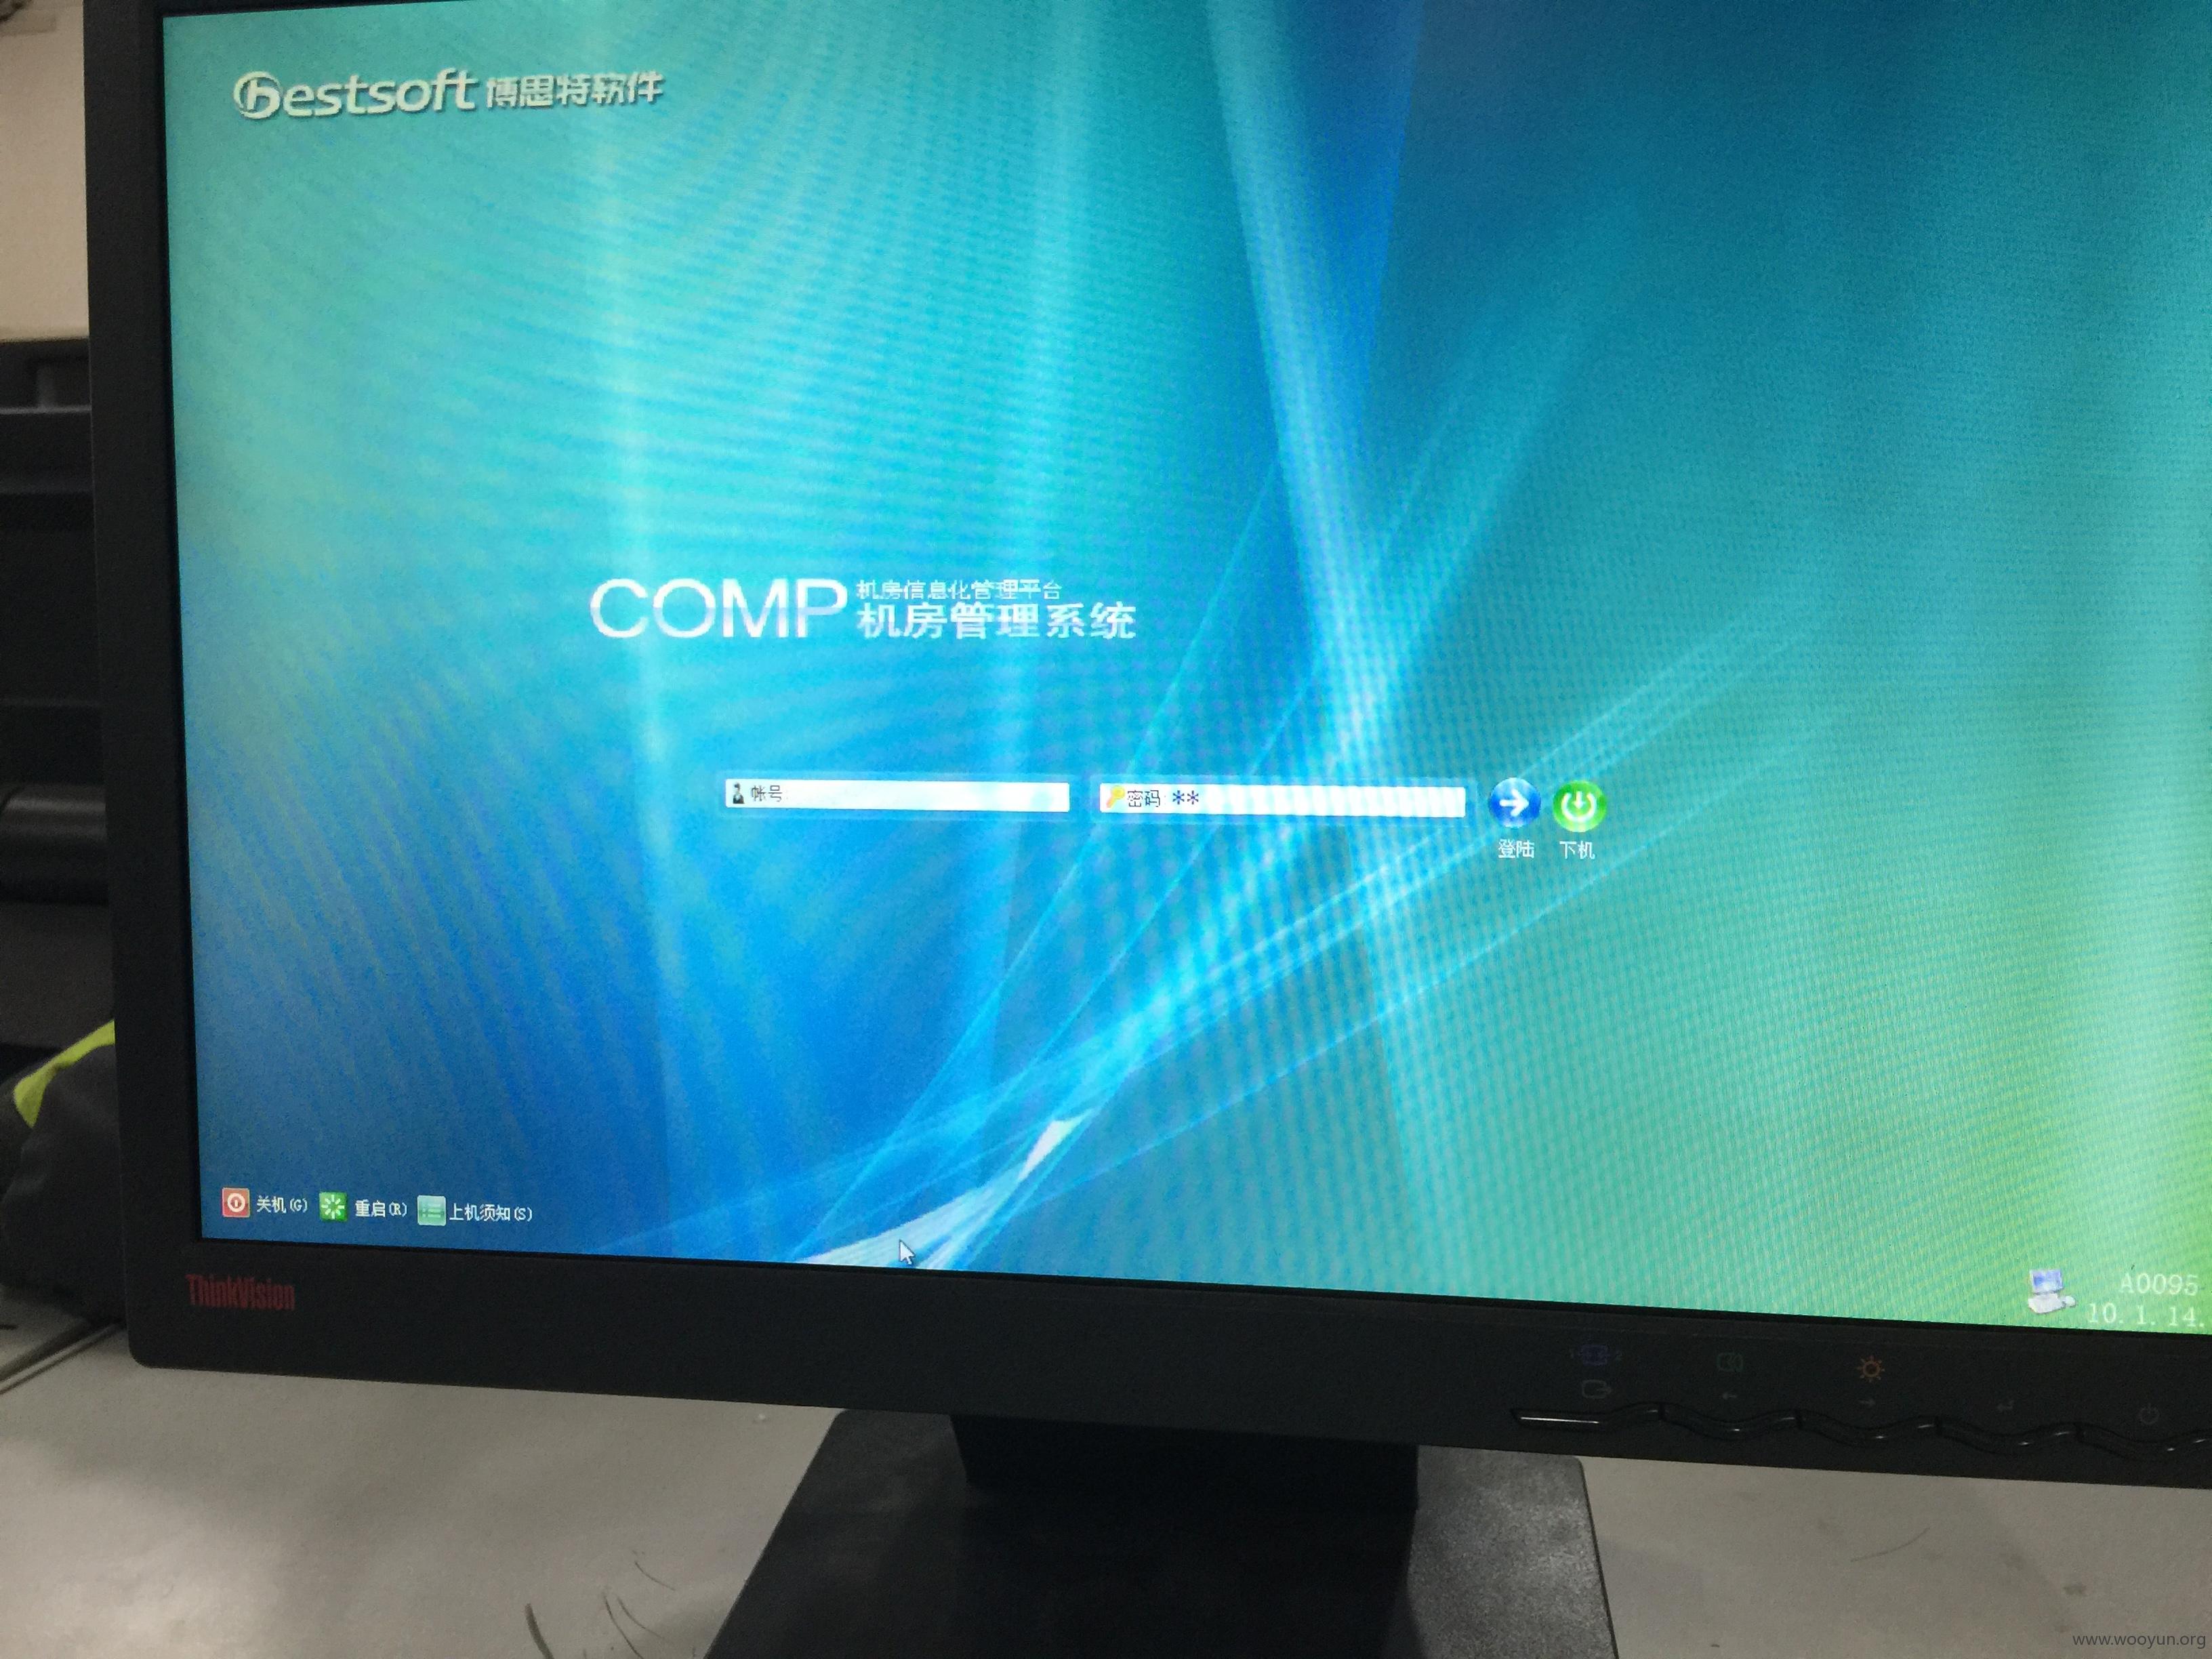 bestsoft 博思特软件
COMP 机房信息化管理平台
机房管理系统
帐号
密码 **
登陆 下机
关机(G) 重启(R) 上机须知(S)
A0095
10. 1. 14.
ThinkVision
www.wooyun.org